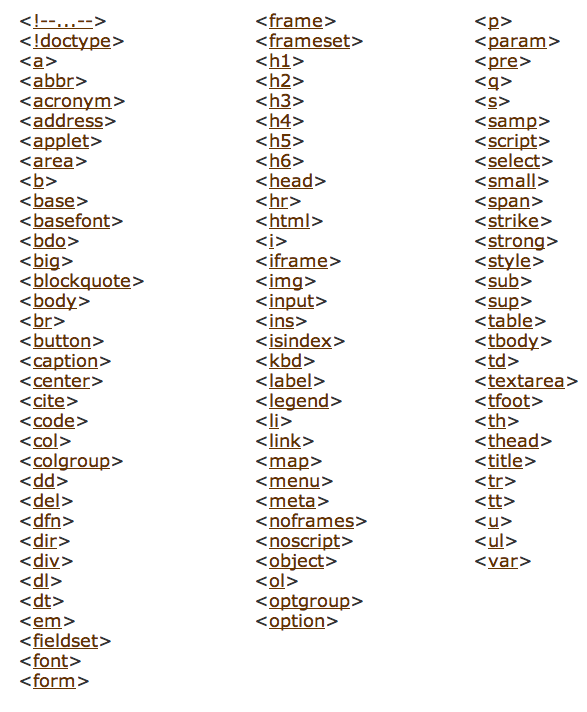 <!--...-->
<!doctype>
<a>
<abbr>
<acronym>
<address>
<applet>
<area>
<b>
<base>
<basefont>
<bdo>
<big>
<blockquote>
<body>
<br>
<button>
<caption>
<center>
<cite>
<code>
<col>
<colgroup>
<dd>
<del>
<dfn>
<dir>
<div>
<dl>
<dt>
<em>
<fieldset>
<font>
<form>
<frame>
<frameset>
<h1>
<h2>
<h3>
<h4>
<h5>
<h6>
<head>
<hr>
<html>
<i>
<iframe>
<img>
<input>
<ins>
<isindex>
<kbd>
<label>
<legend>
<li>
<link>
<map>
<menu>
<meta>
<noframes>
<noscript>
<object>
<ol>
<optgroup>
<option>
<p>
<param>
<pre>
<q>
<s>
<samp>
<script>
<select>
<small>
<span>
<strike>
<strong>
<style>
<sub>
<sup>
<table>
<tbody>
<td>
<textarea>
<tfoot>
<th>
<thead>
<title>
<tr>
<tt>
<u>
<ul>
<var>